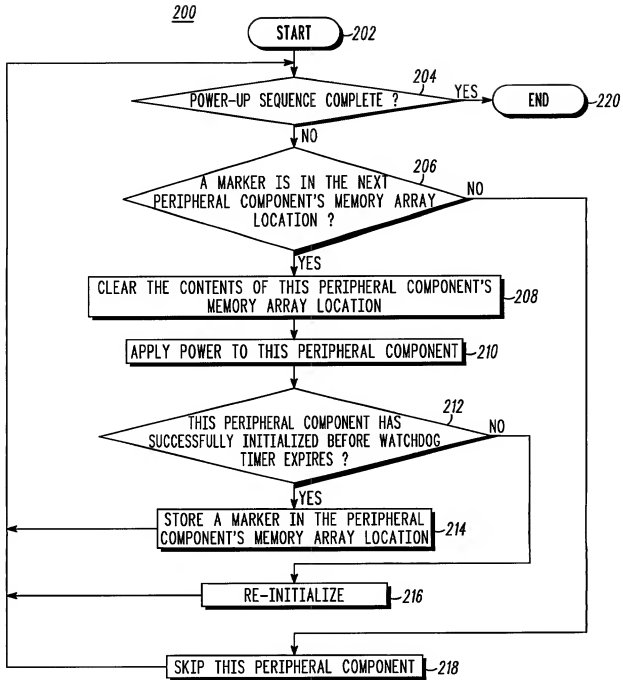 200
START
202
204
POWER-UP SEQUENCE COMPLETE ?
YES
END
220
NO
206
A MARKER IS IN THE NEXT
PERIPHERAL COMPONENT'S MEMORY ARRAY
LOCATION ?
NO
YES
CLEAR THE CONTENTS OF THIS PERIPHERAL COMPONENT'S
MEMORY ARRAY LOCATION
208
APPLY POWER TO THIS PERIPHERAL COMPONENT
210
212
THIS PERIPHERAL COMPONENT HAS
SUCCESSFULLY INITIALIZED BEFORE WATCHDOG
TIMER EXPIRES ?
NO
YES
STORE A MARKER IN THE PERIPHERAL
COMPONENT'S MEMORY ARRAY LOCATION
214
RE-INITIALIZE
216
SKIP THIS PERIPHERAL COMPONENT
218